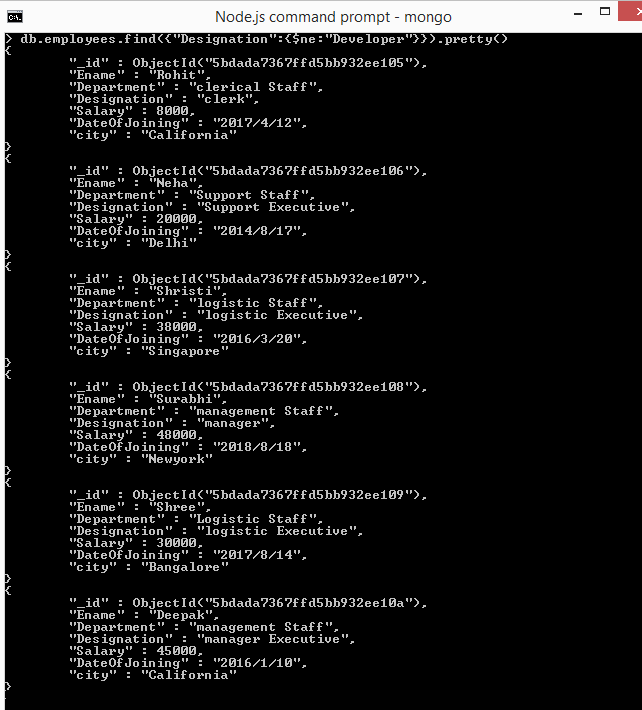 Node.js command prompt - mongo
> db.employees.find({"Designation":{$ne:"Developer"}}).pretty()
{
"_id" : ObjectId("5bdada7367ffd5bb932ee105"),
"Ename" : "Rohit",
"Department" : "clerical Staff",
"Designation" : "clerk",
"Salary" : 8000,
"DateOfJoining" : "2017/4/12",
"city" : "California"
}
{
"_id" : ObjectId("5bdada7367ffd5bb932ee106"),
"Ename" : "Neha",
"Department" : "Support Staff",
"Designation" : "Support Executive",
"Salary" : 20000,
"DateOfJoining" : "2014/8/17",
"city" : "Delhi"
}
{
"_id" : ObjectId("5bdada7367ffd5bb932ee107"),
"Ename" : "Shristi",
"Department" : "logistic Staff",
"Designation" : "logistic Executive",
"Salary" : 38000,
"DateOfJoining" : "2016/3/20",
"city" : "Singapore"
}
{
"_id" : ObjectId("5bdada7367ffd5bb932ee108"),
"Ename" : "Surabhi",
"Department" : "management Staff",
"Designation" : "manager",
"Salary" : 48000,
"DateOfJoining" : "2018/8/18",
"city" : "Newyork"
}
{
"_id" : ObjectId("5bdada7367ffd5bb932ee109"),
"Ename" : "Shree",
"Department" : "Logistic Staff",
"Designation" : "logistic Executive",
"Salary" : 30000,
"DateOfJoining" : "2017/8/14",
"city" : "Bangalore"
}
{
"_id" : ObjectId("5bdada7367ffd5bb932ee10a"),
"Ename" : "Deepak",
"Department" : "management Staff",
"Designation" : "manager Executive",
"Salary" : 45000,
"DateOfJoining" : "2016/1/10",
"city" : "California"
}